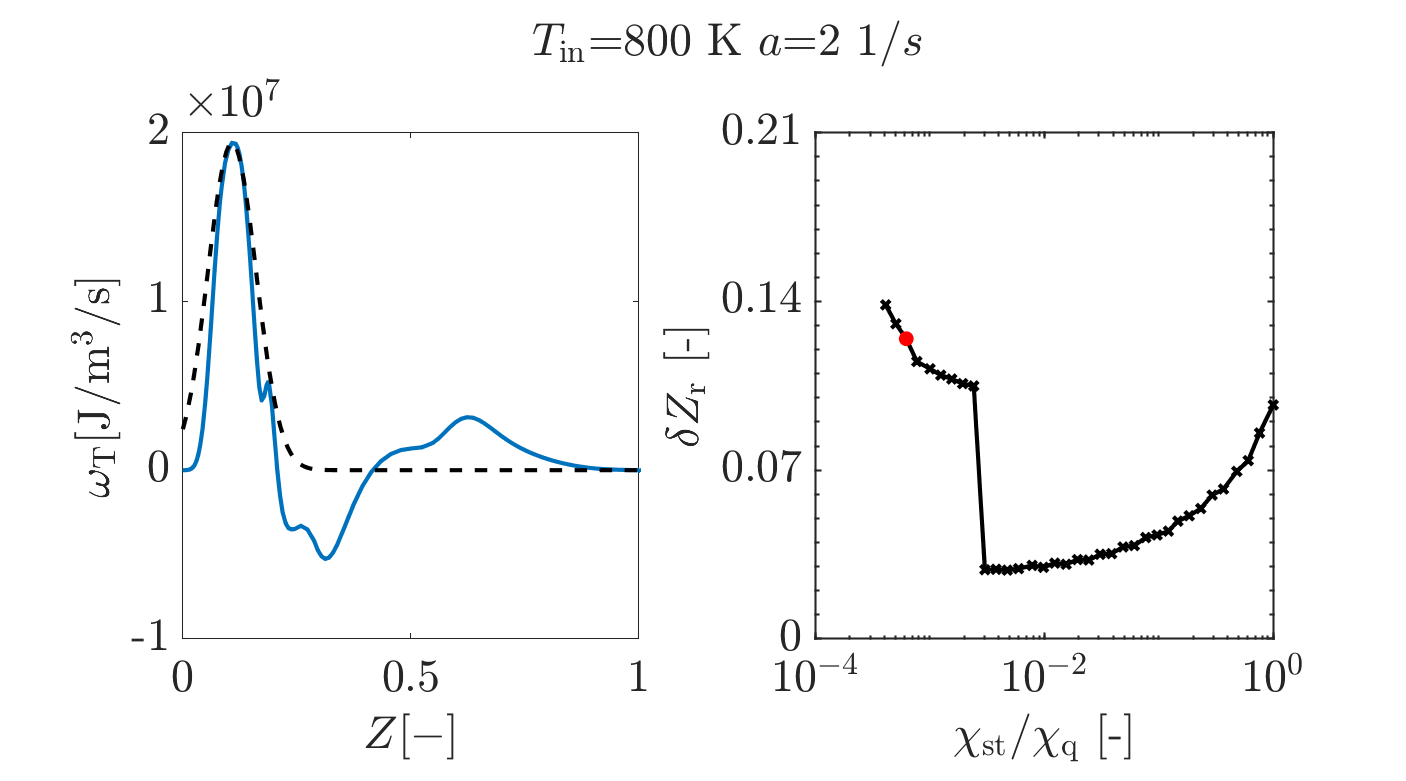 T_in=800 K a=2 1/s
×10^7
2
1
0
-1
ω_T[J/m^3/s]
0 0.5 1
Z[−]
0.21
0.14
0.07
0
δZ_r [-]
10^−4 10^−2 10^0
χ_st/χ_q [-]